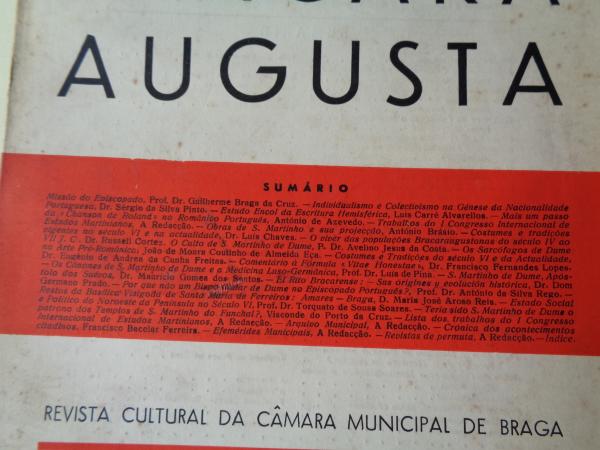 AUGUSTA
SUMÁRIO
Missão do Episcopado, Prof. Dr. Guilherme Braga da Cruz. — Individualismo e Colectivismo na Génese da Nacionalidade
Portuguesa, Dr. Sérgio da Silva Pinto. — Estudo Encol da Escritura Hemisférica, Luis Carré Alvarellos. — Mais um passo
da «Chanson de Roland» no Românico Português, António de Azevedo. — Trabalhos do I Congresso Internacional de
Estudos Martinianos, A Redacção. — Obras de S. Martinho e sua projecção, António Brásio. — Costumes e tradições
vigentes no século VI e na actualidade, Dr. Luís Chaves. — O viver dos populações Bracaraugustanas do século IV ao
VII J. C. Dr. Russell Cortez. O Culto de S. Martinho de Dume, P. Dr. Avelino Jesus da Costa. — Os Sarcófagos de Dume
na Arte Pré-Românica, João de Moura Coutinho de Almeida Eça. — Costumes e Tradições do século VI e da Actualidade,
Dr. Eugénio de Andrea da Cunha Freitas. — Comentário à Fórmula «Vitae Honestae», Dr. Francisco Fernandes Lopes.
— Os Cânones de S. Martinho de Dume e a Medicina Luso-Germânica, Prof. Dr. Luis de Pina. — S. Martinho de Dume, Após-
tolo dos Suevos, Dr. Mauricio Gomes dos Santos. — El Rito Bracarense: — Sus orígenes y evolución histórica, Dr. Dom
Germano Prado. — Por que não um Bispo titular de Dume no Episcopado Português?, Prof. Dr. António da Silva Rego. —
Restos da Basílica Visigoda de Santa Maria de Ferreiros: Amares — Braga, D. Maria José Aroso Reis. — Estado Social
e Político do Noroeste da Península no Século VI, Prof. Dr. Torquato de Sousa Soares. — Teria sido S. Martinho de Dume o
patrono dos Templos de S. Martinho do Funchal?, Visconde do Porto da Cruz. — Lista dos trabalhos do I Congresso
Internacional de Estudos Martinianos, A Redacção. — Arquivo Municipal, A Redacção. — Crónica dos acontecimentos
citadinos, Francisco Bacelar Ferreira. — Efemérides Municipais, A Redacção. — Revistas de permuta, A Redacção. — Índice.
REVISTA CULTURAL DA CÂMARA MUNICIPAL DE BRAGA